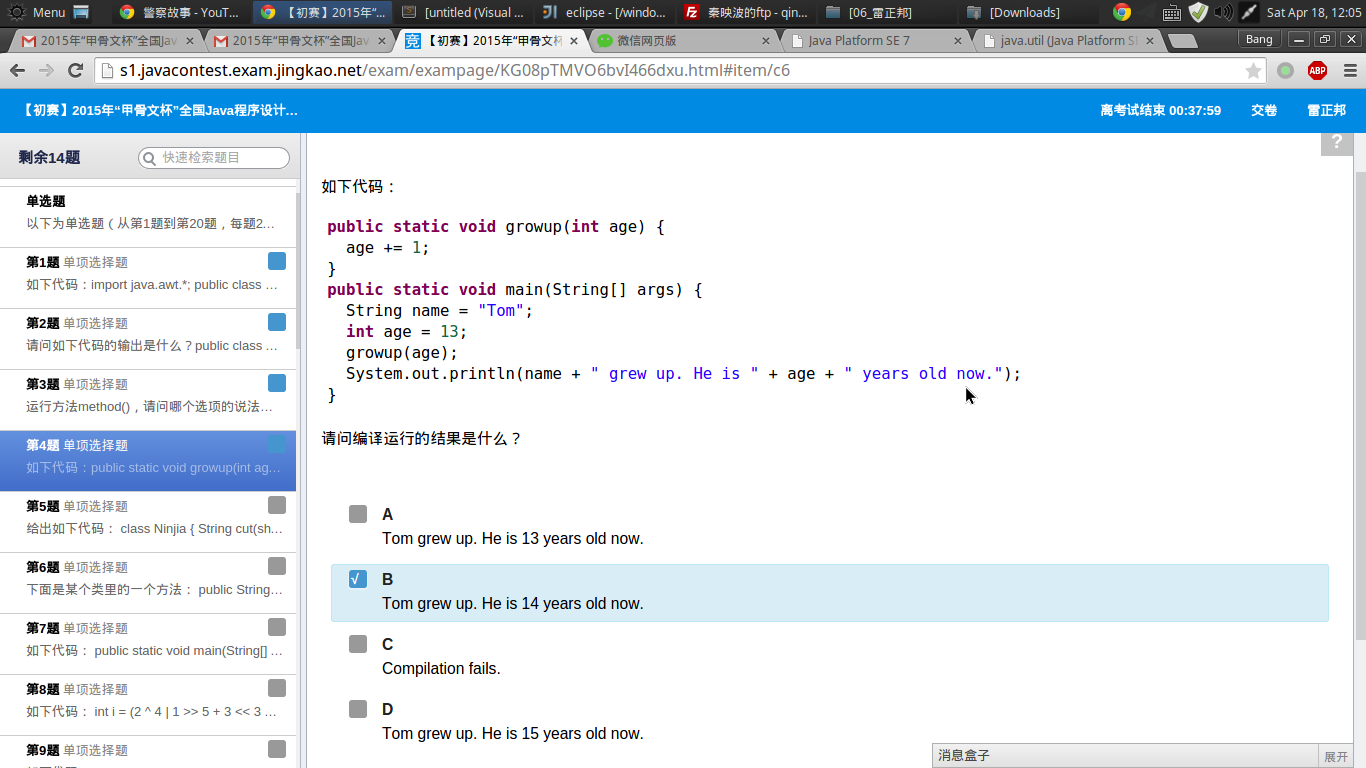 Menu
警察故事 - YouT...
【初赛】2015年“...
[untitled (Visual ...
eclipse - [/windo...
秦映波的ftp - qin...
[06_雷正邦]
[Downloads]
Sat Apr 18, 12:05
2015年“甲骨文杯”全国Jav
2015年“甲骨文杯”全国Jav
【初赛】2015年“甲骨文杯
微信网页版
Java Platform SE 7
java.util (Java Platform SE
Bang
s1.javacontest.exam.jingkao.net/exam/exampage/KG08pTMVO6bvI466dxu.html#item/c6
ABP
【初赛】2015年“甲骨文杯”全国Java程序设计...
离考试结束 00:37:59
交卷
雷正邦
剩余14题
快速检索题目
?
单选题
以下为单选题（从第1题到第20题，每题2...
第1题 单项选择题
如下代码：import java.awt.*; public class ...
第2题 单项选择题
请问如下代码的输出是什么？public class ...
第3题 单项选择题
运行方法method()，请问哪个选项的说法...
第4题 单项选择题
如下代码：public static void growup(int ag...
第5题 单项选择题
给出如下代码： class Ninjia { String cut(sh...
第6题 单项选择题
下面是某个类里的一个方法： public String...
第7题 单项选择题
如下代码： public static void main(String[] ...
第8题 单项选择题
如下代码： int i = (2 ^ 4 | 1 >> 5 + 3 << 3 ...
第9题 单项选择题
如下代码：
public static void growup(int age) {
age += 1;
}
public static void main(String[] args) {
String name = "Tom";
int age = 13;
growup(age);
System.out.println(name + " grew up. He is " + age + " years old now.");
}
请问编译运行的结果是什么？
A
Tom grew up. He is 13 years old now.
√ B
Tom grew up. He is 14 years old now.
C
Compilation fails.
D
Tom grew up. He is 15 years old now.
消息盒子
展开